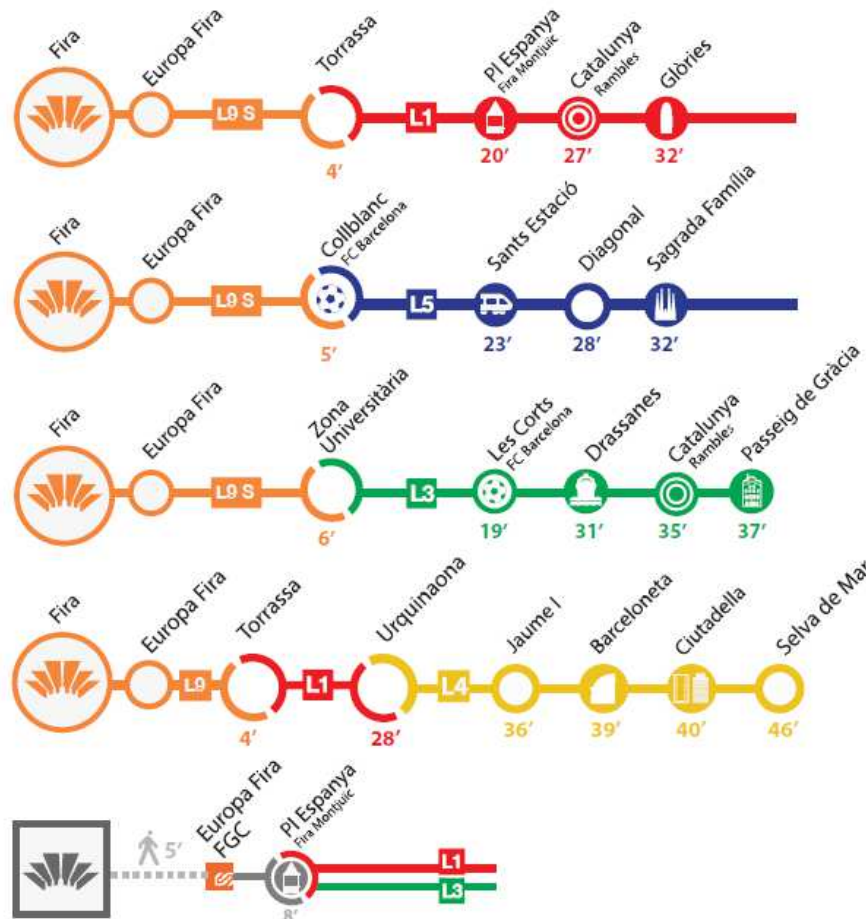 Fira
Europa Fira
L9 S
Torrassa
4′
L1
Pl Espanya
Fira Montjuïc
20′
Catalunya
Rambles
27′
Glòries
32′
Fira
Europa Fira
L9 S
Collblanc
FC Barcelona
5′
L5
Sants Estació
23′
Diagonal
28′
Sagrada Família
32′
Fira
Europa Fira
L9 S
Zona
Universitària
6′
L3
Les Corts
FC Barcelona
19′
Drassanes
31′
Catalunya
Rambles
35′
Passeig de Gràcia
37′
Fira
Europa Fira
L9
Torrassa
4′
L1
Urquinaona
28′
L4
Jaume I
36′
Barceloneta
39′
Ciutadella
40′
Selva de Mar
46′
5′
Europa Fira
FGC
Pl Espanya
Fira Montjuïc
8′
L1
L3